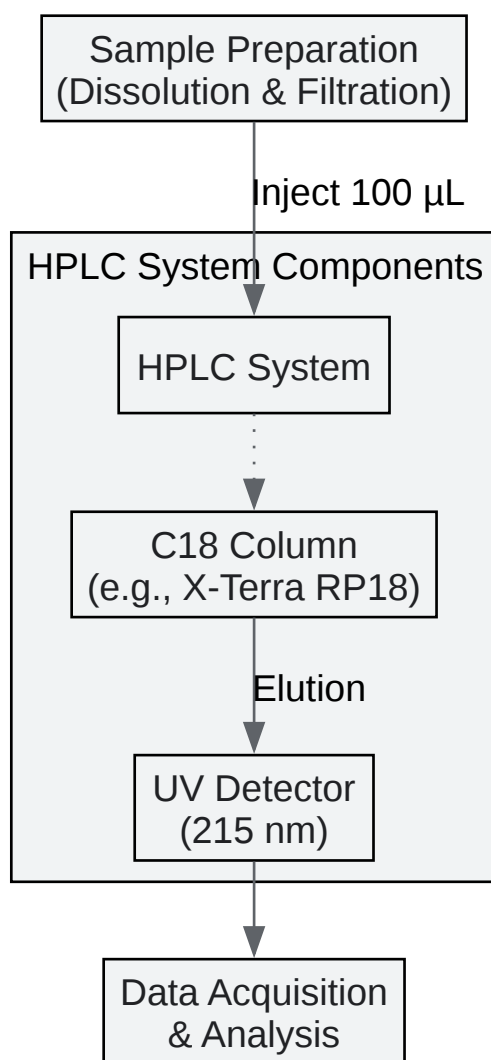 Sample Preparation
(Dissolution & Filtration)
Inject 100 µL
HPLC System Components
HPLC System
C18 Column
(e.g., X-Terra RP18)
Elution
UV Detector
(215 nm)
Data Acquisition
& Analysis